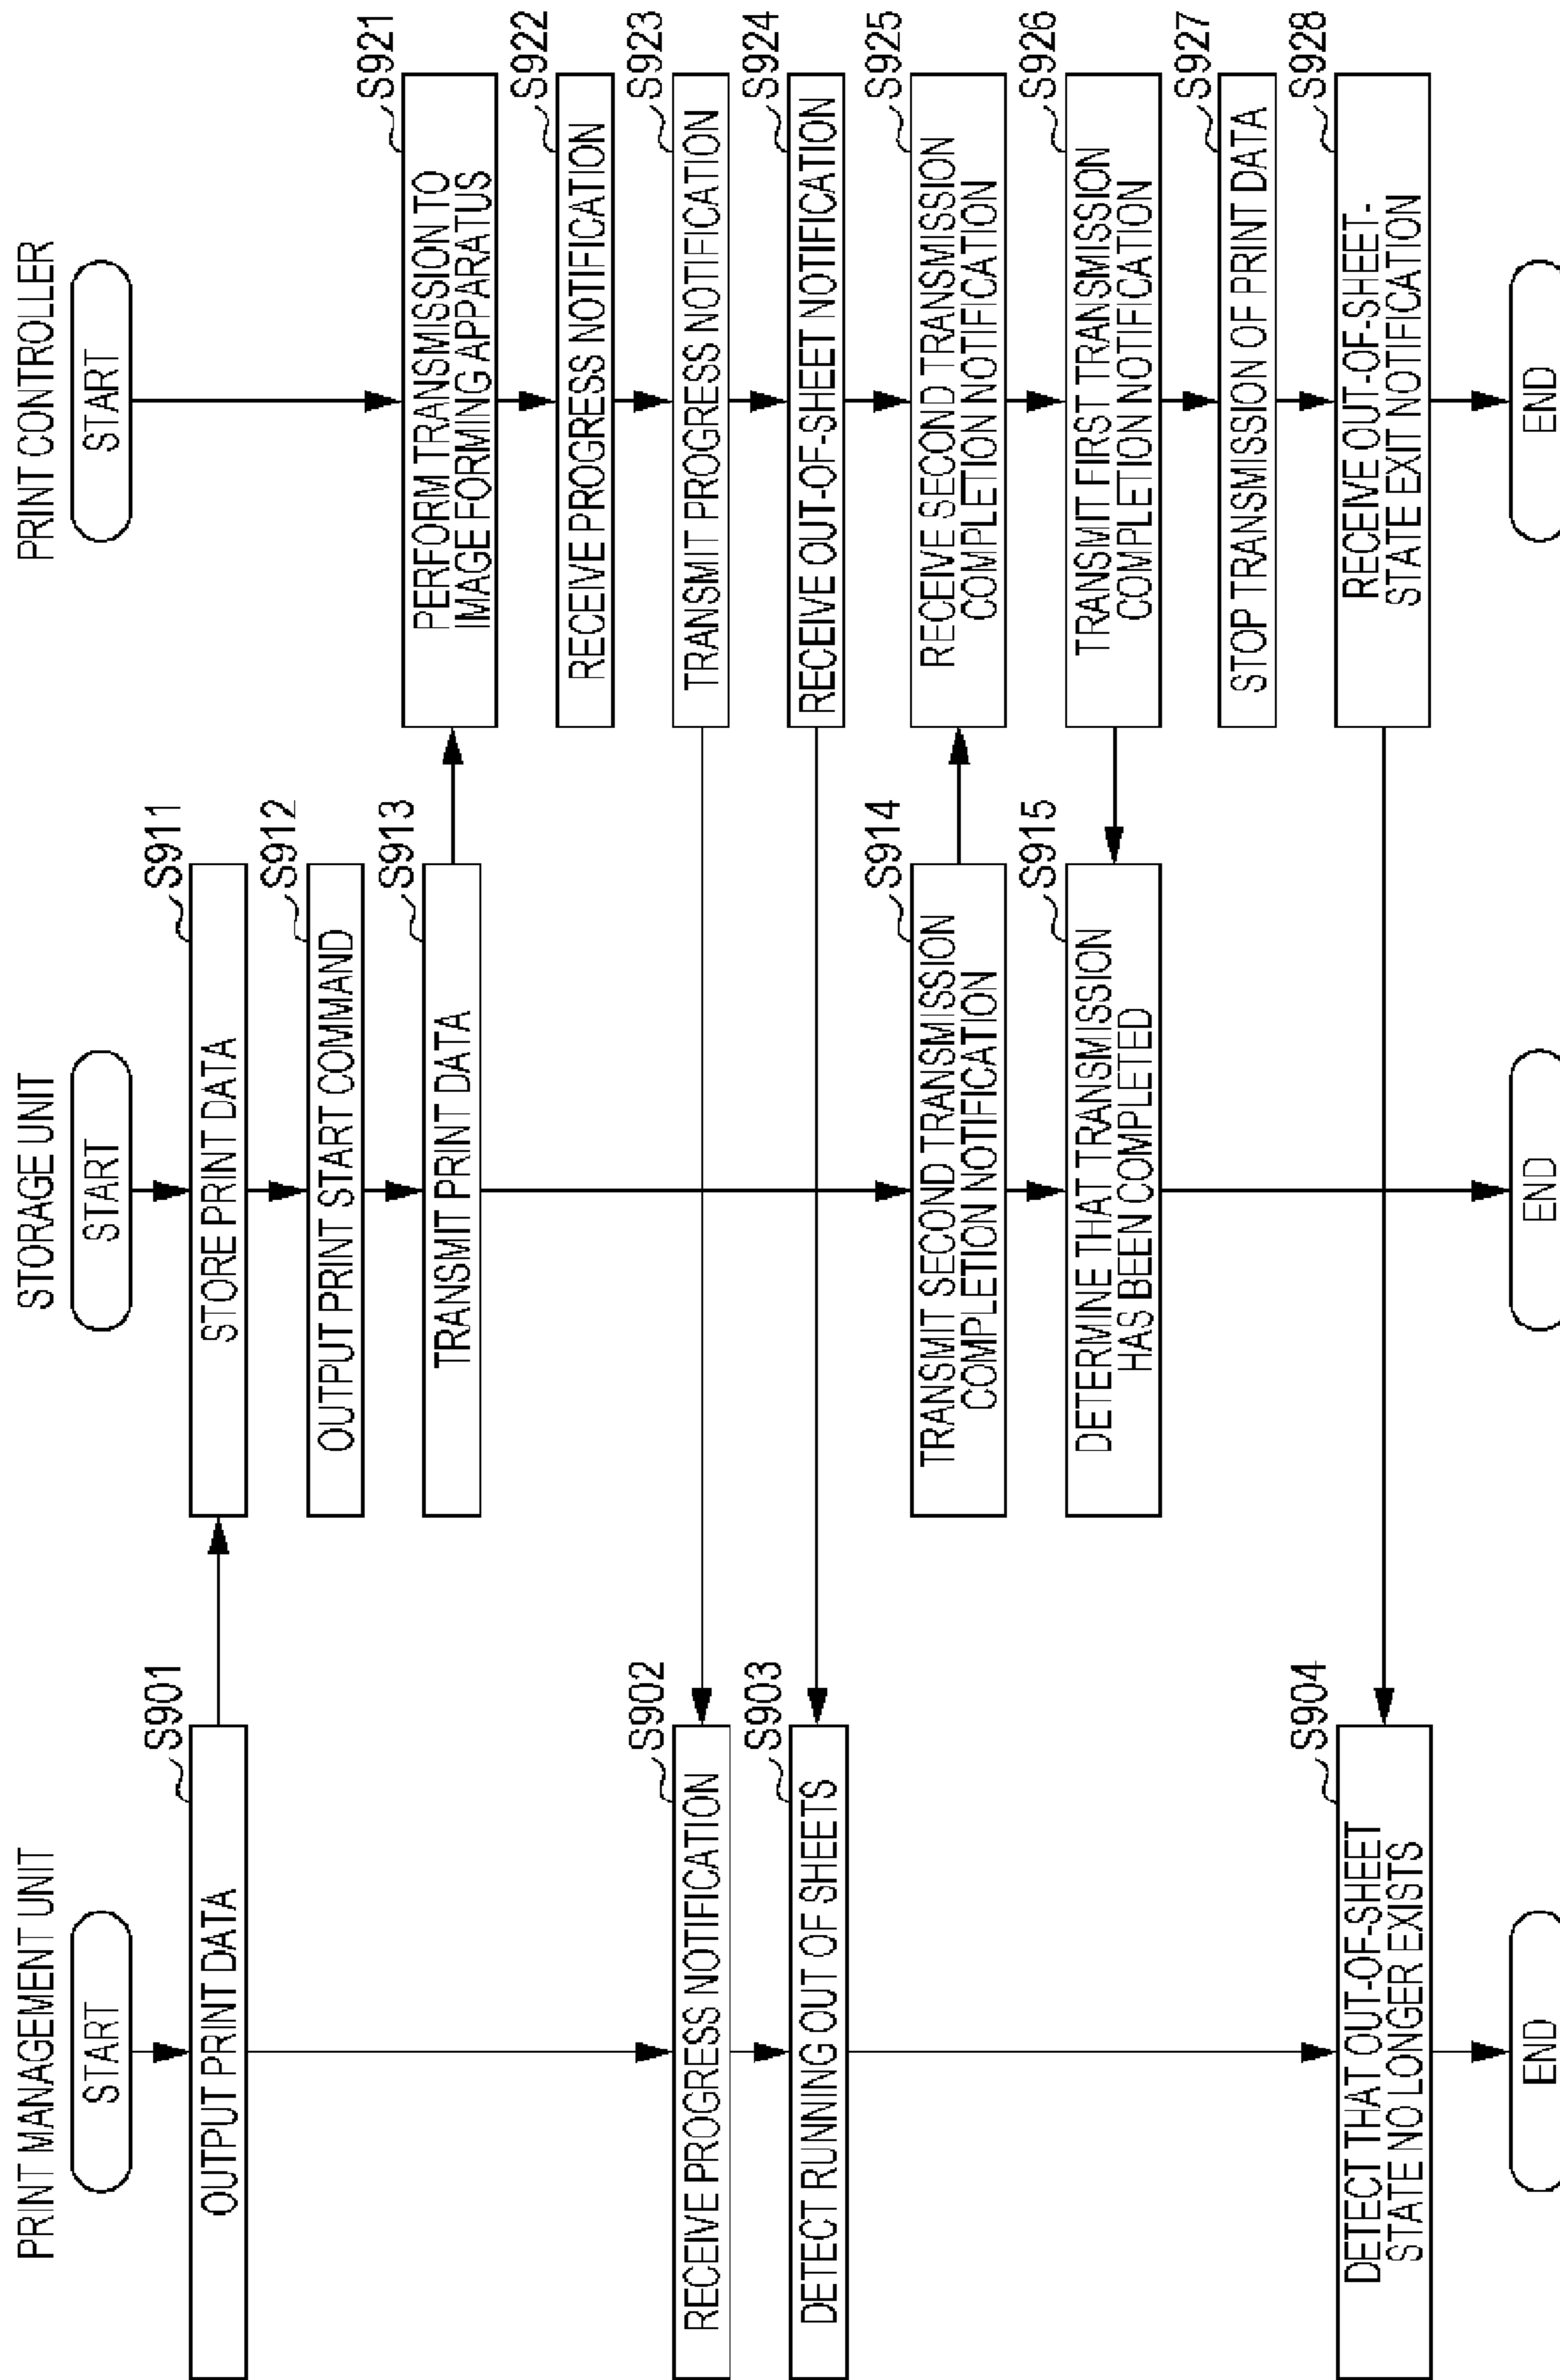 PRINT MANAGEMENT UNIT
START
S901
OUTPUT PRINT DATA
S902
RECEIVE PROGRESS NOTIFICATION
S903
DETECT RUNNING OUT OF SHEETS
S904
DETECT THAT OUT-OF-SHEET
STATE NO LONGER EXISTS
END
STORAGE UNIT
START
S911
STORE PRINT DATA
S912
OUTPUT PRINT START COMMAND
S913
TRANSMIT PRINT DATA
S914
TRANSMIT SECOND TRANSMISSION
COMPLETION NOTIFICATION
S915
DETERMINE THAT TRANSMISSION
HAS BEEN COMPLETED
END
PRINT CONTROLLER
START
S921
PERFORM TRANSMISSION TO
IMAGE FORMING APPARATUS
S922
RECEIVE PROGRESS NOTIFICATION
S923
TRANSMIT PROGRESS NOTIFICATION
S924
RECEIVE OUT-OF-SHEET NOTIFICATION
S925
RECEIVE SECOND TRANSMISSION
COMPLETION NOTIFICATION
S926
TRANSMIT FIRST TRANSMISSION
COMPLETION NOTIFICATION
S927
STOP TRANSMISSION OF PRINT DATA
S928
RECEIVE OUT-OF-SHEET-
STATE EXIT NOTIFICATION
END